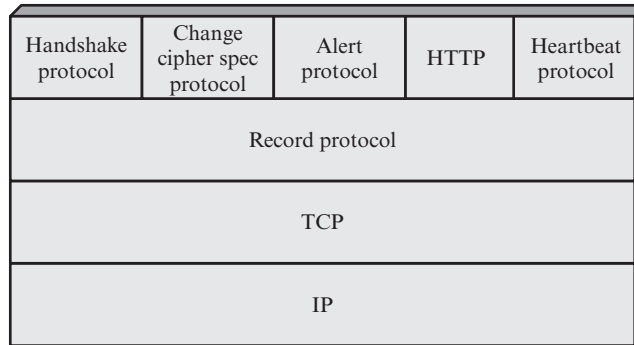 Handshake
protocol
Change
cipher spec
protocol
Alert
protocol
HTTP
Heartbeat
protocol
Record protocol
TCP
IP